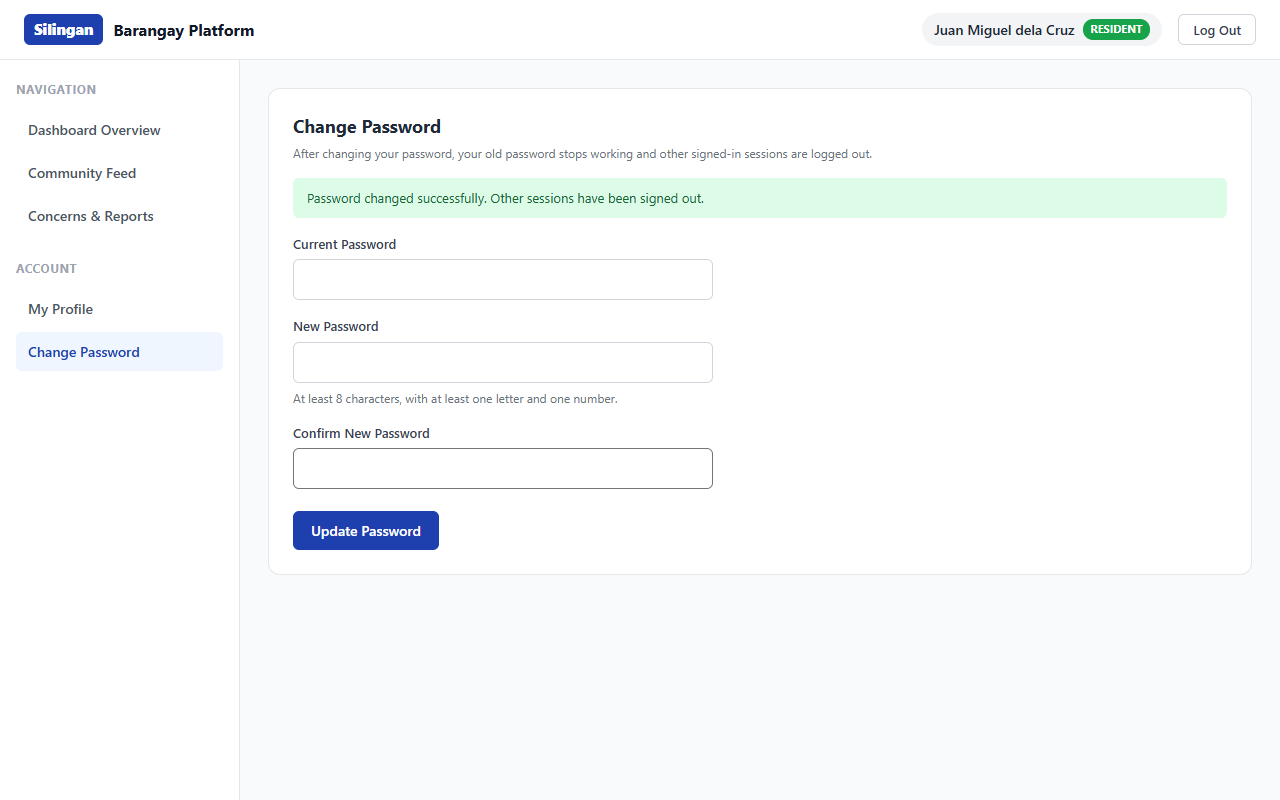 Silingan Barangay Platform
Juan Miguel dela Cruz RESIDENT Log Out
NAVIGATION
Dashboard Overview
Community Feed
Concerns & Reports
ACCOUNT
My Profile
Change Password
Change Password
After changing your password, your old password stops working and other signed-in sessions are logged out.
Password changed successfully. Other sessions have been signed out.
Current Password
New Password
At least 8 characters, with at least one letter and one number.
Confirm New Password
Update Password